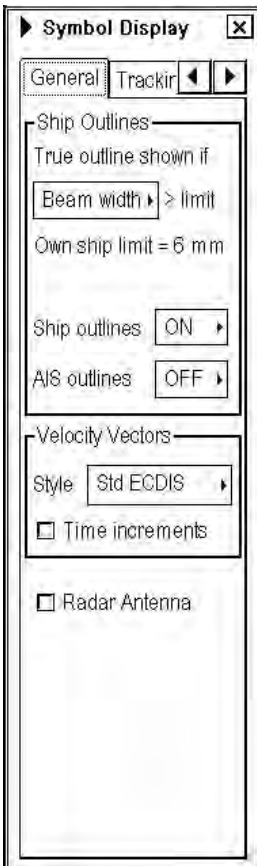 Symbol Display
General Trackin
Ship Outlines
True outline shown if
Beam width > limit
Own ship limit = 6 mm
Ship outlines ON
AIS outlines OFF
Velocity Vectors
Style Std ECDIS
Time increments
Radar Antenna